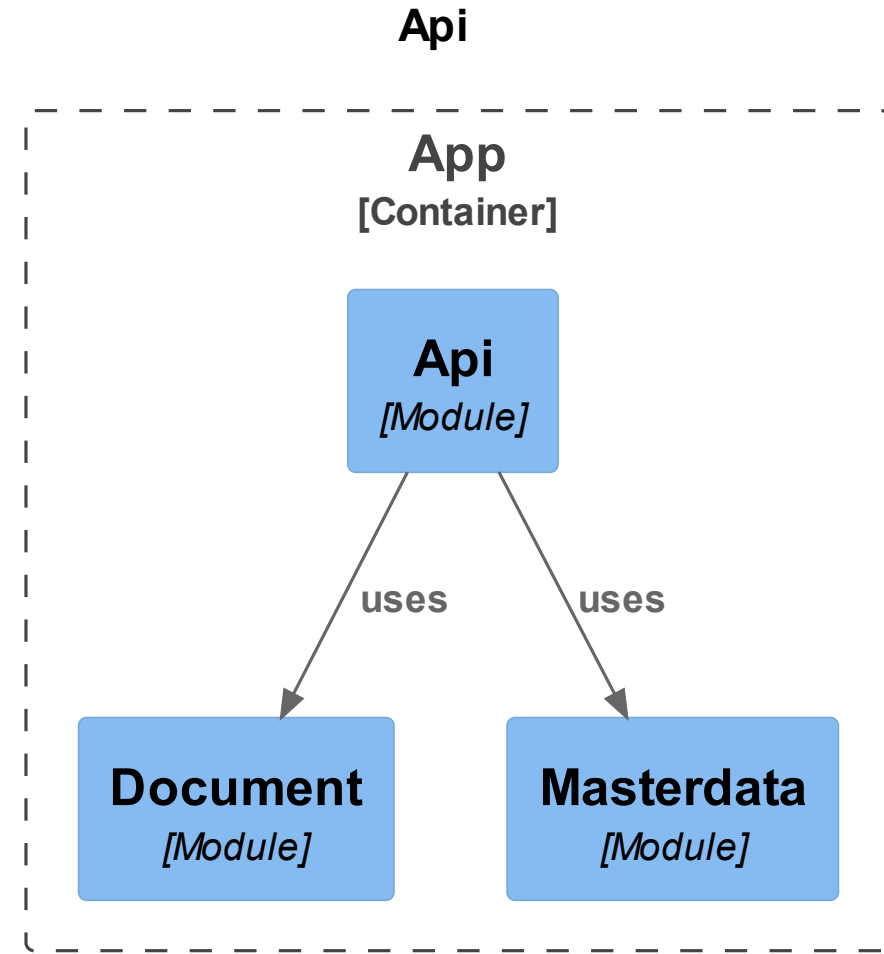 Api
App
[Container]
Api
[Module]
uses
uses
Document
[Module]
Masterdata
[Module]